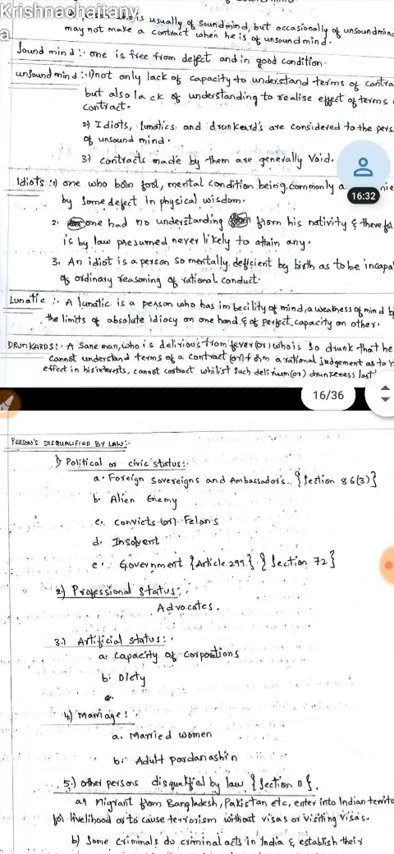 Krishnachaitany
a
is usually of sound mind, but occasionally of unsound mind
may not make a contract when he is of unsound mind.
Sound mind :- one is free from defect and in good condition.
unsound mind :- 1) not only lack of capacity to understand terms of contra
but also lack of understanding to realise effect of terms
contract.
2) Idiots, lunatics and drunkard's are considered to the pers
of unsound mind.
3) contracts made by them are generally void.
16:32
Idiots :- 1) one who born fool, mental condition being commonly a
by some defect in physical wisdom.
2. one had no understanding from his nativity & therefo
is by law presumed never likely to attain any.
3. An idiot is a person so mentally deficient by birth as to be incapa
of ordinary reasoning of rational conduct.
Lunatic :- A lunatic is a person who has imbecility of mind, a weakness of mind b
the limits of absolute idiocy on one hand & of perfect capacity on other.
DRUNKARDS :- A sane man, who is delirious from fever (or) who is so drunk that he
cannot understand terms of a contract (or) form a rational judgement as to i
effect in his interests, cannot contract whilst such delirium (or) drunkeness last
16/36
PERSON'S DISQUALIFIED BY LAW:
1) Political or civic status:-
a. Foreign sovereigns and Ambassador's. {Section 86(3)}
b. Alien Enemy
c. convicts (or) Felons
d. Insolvent
e. Government {Article 299} {Section 72}
2) Professional status:-
Advocates.
3.) Artificial status:-
a. capacity of corporations
b. Diety
4) Marriage:-
a. Married women
b. Adult pardanashin
5.) other persons disqualified by law {Section 11}.
a) Migrant from Bangladesh, Pakistan etc, enter into Indian territo
for livelihood or to cause terrorism without visas or visiting visas.
b) Some criminals do criminal acts in India & establish their